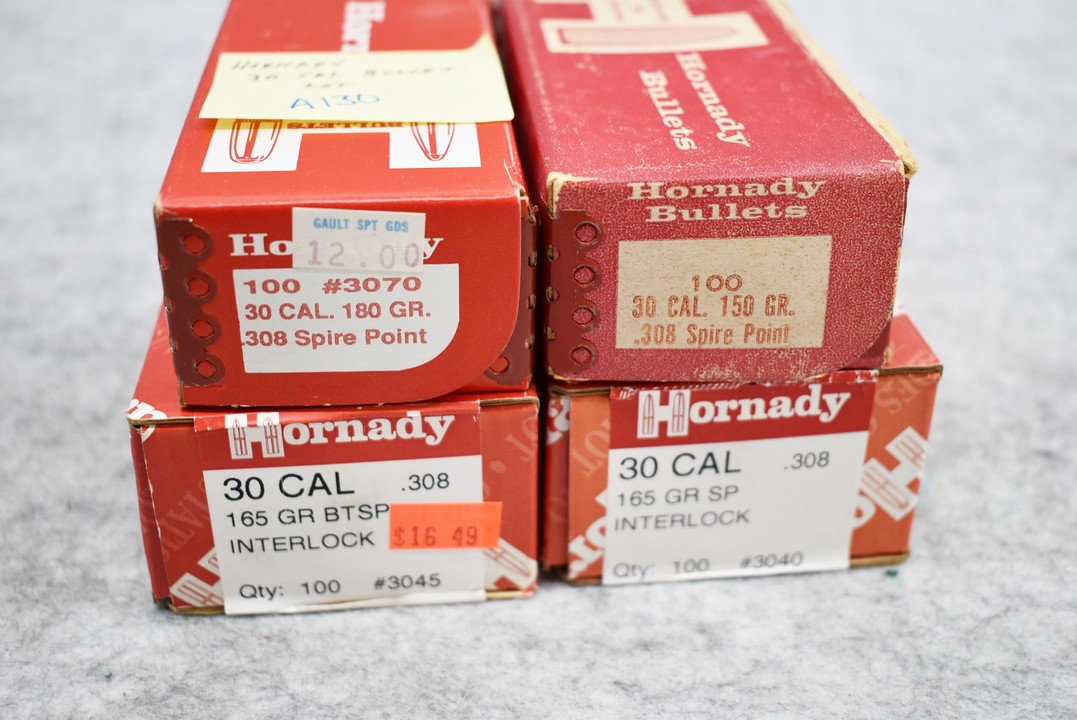 HORNADY
30 CAL BULLET
LOT
A130
BULLETS
GAULT SPT GDS
12.00
100 #3070
30 CAL. 180 GR.
.308 Spire Point
Hornady
Bullets
Hornady
Bullets
100
30 CAL. 150 GR.
.308 Spire Point
Hornady
30 CAL .308
165 GR BTSP
$16 49
INTERLOCK
Qty: 100 #3045
Hornady
30 CAL .308
165 GR SP
INTERLOCK
Qty: 100 #3040